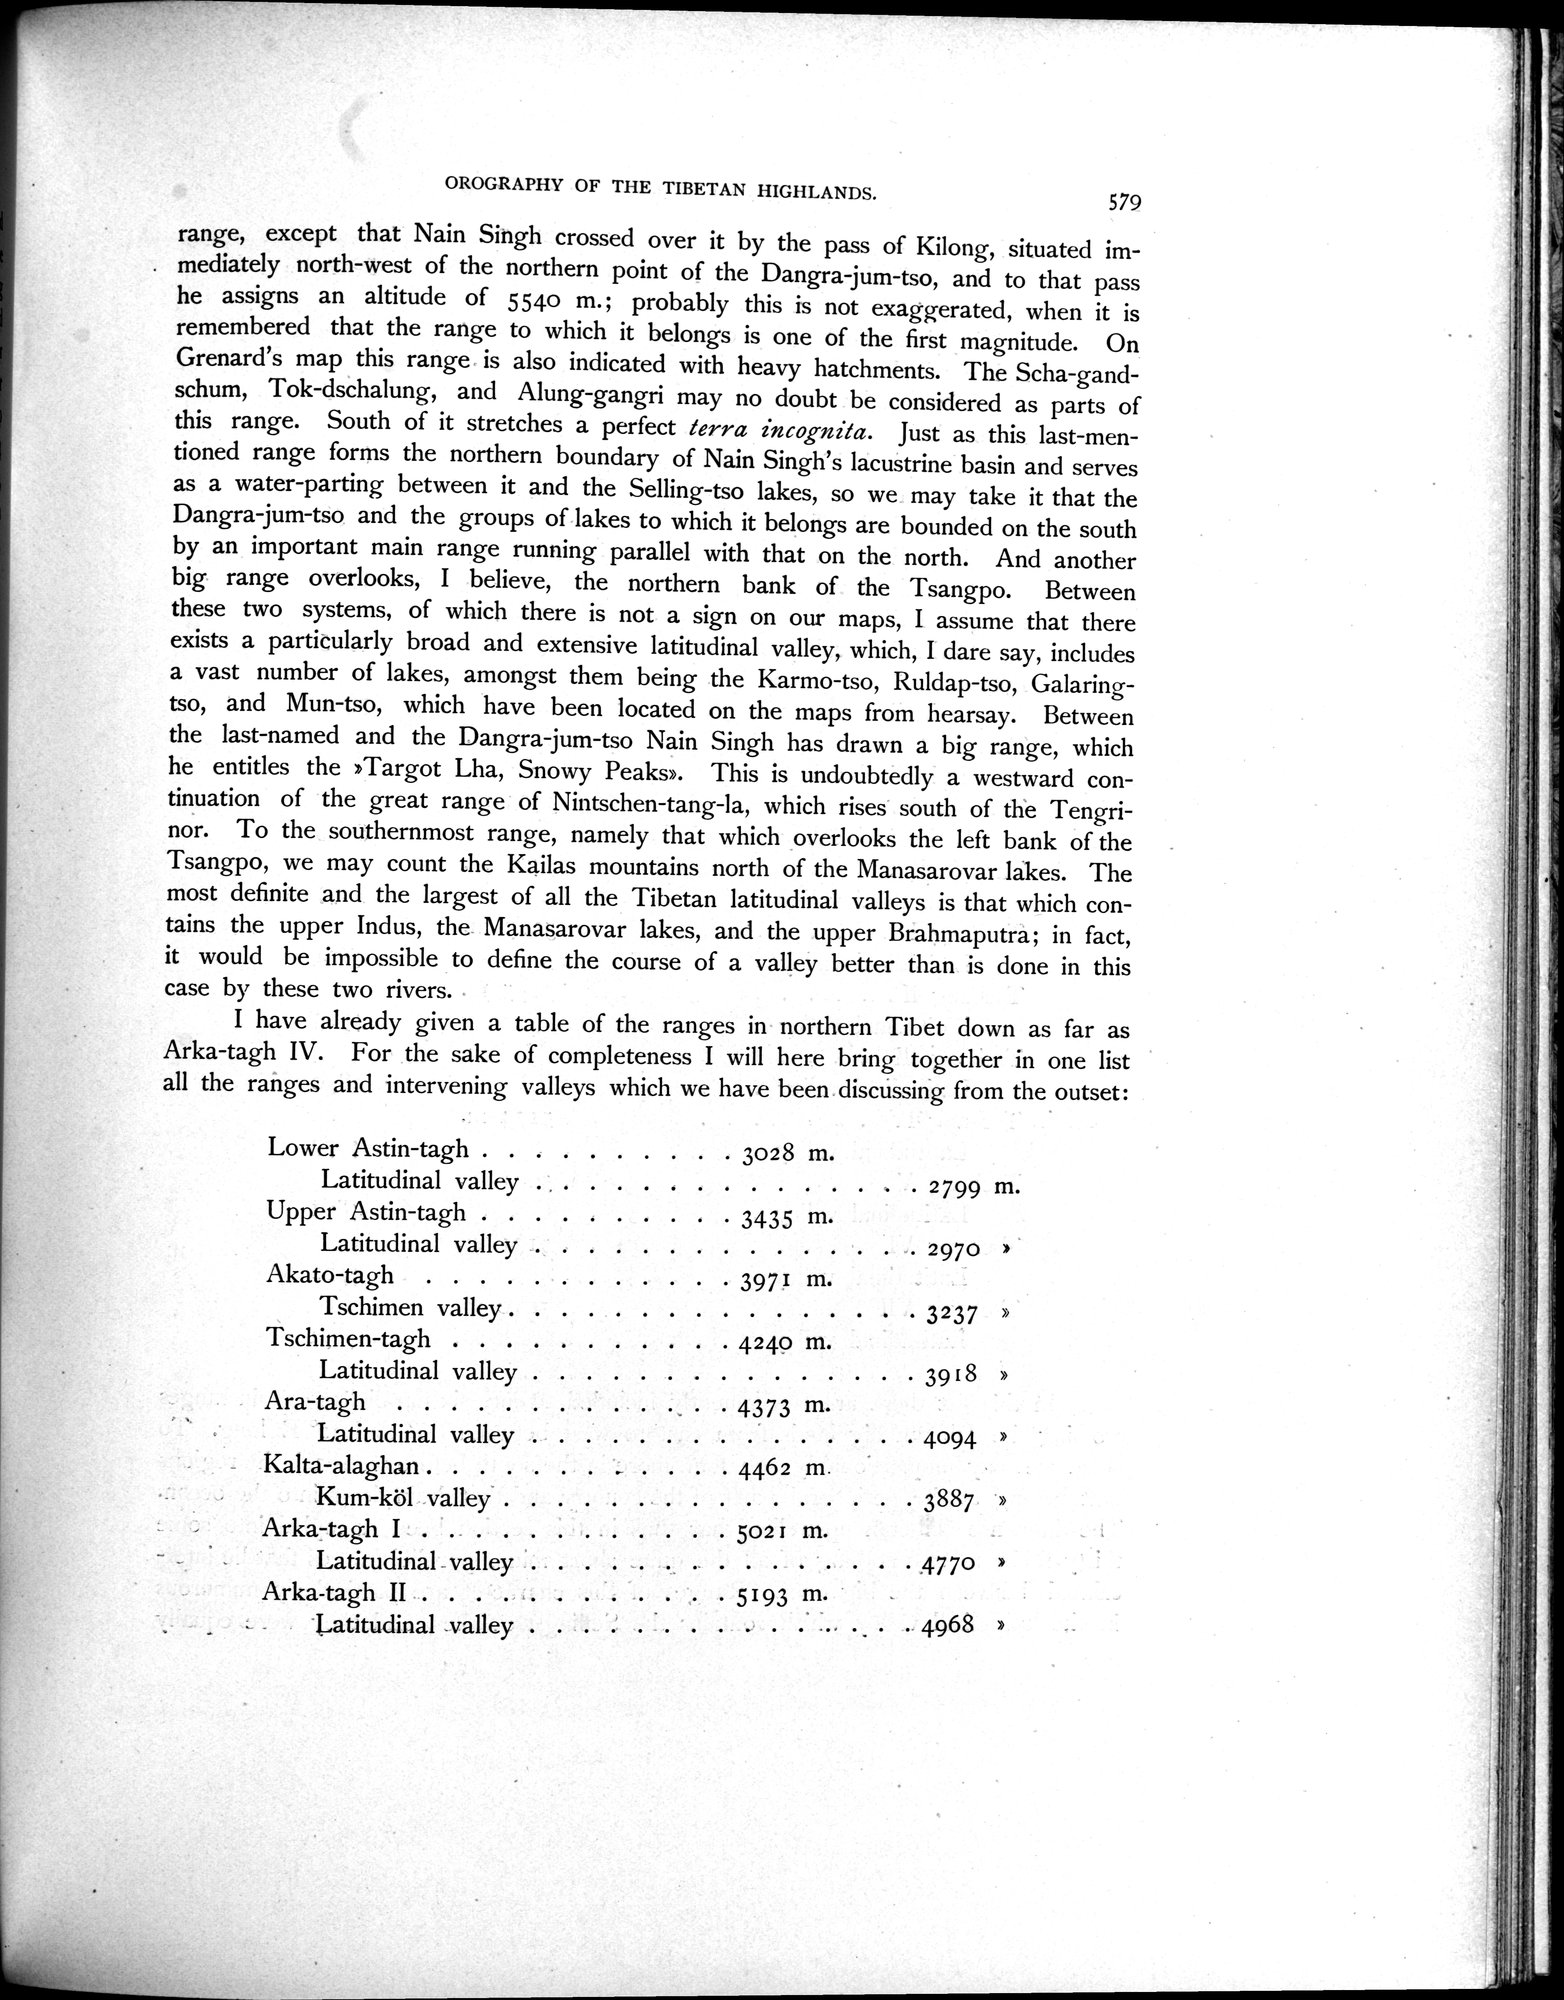 OROGRAPHY OF THE TIBETAN HIGHLANDS. 579
range, except that Nain Singh crossed over it by the pass of Kilong, situated im-
mediately north-west of the northern point of the Dangra-jum-tso, and to that pass
he assigns an altitude of 5540 m.; probably this is not exaggerated, when it is
remembered that the range to which it belongs is one of the first magnitude. On
Grenard's map this range is also indicated with heavy hatchments. The Scha-gand-
schum, Tok-dschalung, and Alung-gangri may no doubt be considered as parts of
this range. South of it stretches a perfect terra incognita. Just as this last-men-
tioned range forms the northern boundary of Nain Singh's lacustrine basin and serves
as a water-parting between it and the Selling-tso lakes, so we may take it that the
Dangra-jum-tso and the groups of lakes to which it belongs are bounded on the south
by an important main range running parallel with that on the north. And another
big range overlooks, I believe, the northern bank of the Tsangpo. Between
these two systems, of which there is not a sign on our maps, I assume that there
exists a particularly broad and extensive latitudinal valley, which, I dare say, includes
a vast number of lakes, amongst them being the Karmo-tso, Ruldap-tso, Galaring-
tso, and Mun-tso, which have been located on the maps from hearsay. Between
the last-named and the Dangra-jum-tso Nain Singh has drawn a big range, which
he entitles the »Targot Lha, Snowy Peaks». This is undoubtedly a westward con-
tinuation of the great range of Nintschen-tang-la, which rises south of the Tengri-
nor. To the southernmost range, namely that which overlooks the left bank of the
Tsangpo, we may count the Kailas mountains north of the Manasarovar lakes. The
most definite and the largest of all the Tibetan latitudinal valleys is that which con-
tains the upper Indus, the Manasarovar lakes, and the upper Brahmaputra; in fact,
it would be impossible to define the course of a valley better than is done in this
case by these two rivers.
I have already given a table of the ranges in northern Tibet down as far as
Arka-tagh IV. For the sake of completeness I will here bring together in one list
all the ranges and intervening valleys which we have been discussing from the outset:
Lower Astin-tagh . . . . . . . . . . 3028 m.
Latitudinal valley . . . . . . . . . . . . . . . 2799 m.
Upper Astin-tagh . . . . . . . . . . 3435 m.
Latitudinal valley . . . . . . . . . . . . . . . 2970 »
Akato-tagh . . . . . . . . . . . . 3971 m.
Tschimen valley . . . . . . . . . . . . . . . . 3237 »
Tschimen-tagh . . . . . . . . . . . 4240 m.
Latitudinal valley . . . . . . . . . . . . . . . 3918 »
Ara-tagh . . . . . . . . . . . . . 4373 m.
Latitudinal valley . . . . . . . . . . . . . . . 4094 »
Kalta-alaghan . . . . . . . . . . . . 4462 m.
Kum-köl valley . . . . . . . . . . . . . . . . 3887 »
Arka-tagh I . . . . . . . . . . . . 5021 m.
Latitudinal valley . . . . . . . . . . . . . . . 4770 »
Arka-tagh II . . . . . . . . . . . . 5193 m.
Latitudinal valley . . . . . . . . . . . . . . . 4968 »